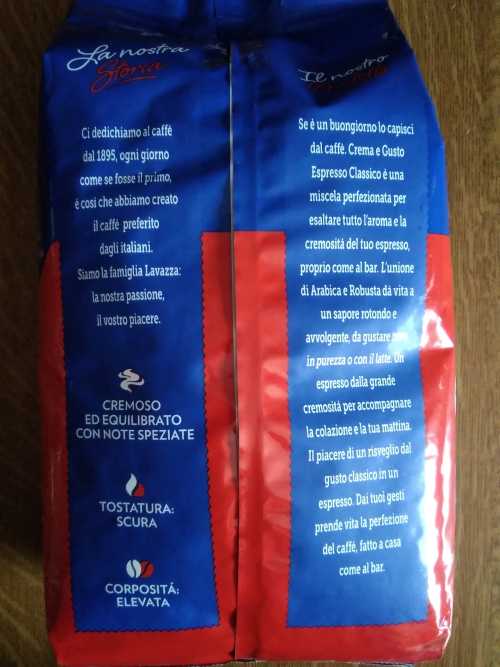 La nostra
Storia
Ci dedichiamo al caffè
dal 1895, ogni giorno
come se fosse il primo,
è così che abbiamo creato
il caffè preferito
dagli italiani.
Siamo la famiglia Lavazza:
la nostra passione,
il vostro piacere.
CREMOSO
ED EQUILIBRATO
CON NOTE SPEZIATE
TOSTATURA:
SCURA
CORPOSITÁ:
ELEVATA
Il nostro
Se è un buongiorno lo capisci
dal caffè. Crema e Gusto
Espresso Classico è una
miscela perfezionata per
esaltare tutto l'aroma e la
cremosità del tuo espresso,
proprio come al bar. L'unione
di Arabica e Robusta dà vita a
un sapore rotondo e
avvolgente, da gustare
in purezza o con il latte. Un
espresso dalla grande
cremosità per accompagnare
la colazione e la tua mattina.
Il piacere di un risveglio dal
gusto classico in un
espresso. Dai tuoi gesti
prende vita la perfezione
del caffè, fatto a casa
come al bar.